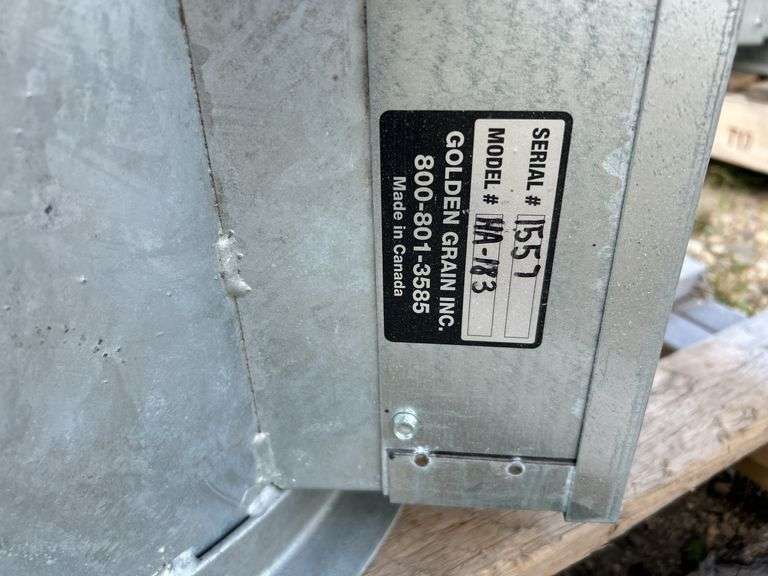 SERIAL # 1557
MODEL # HA-183
GOLDEN GRAIN INC.
800-801-3585
Made in Canada